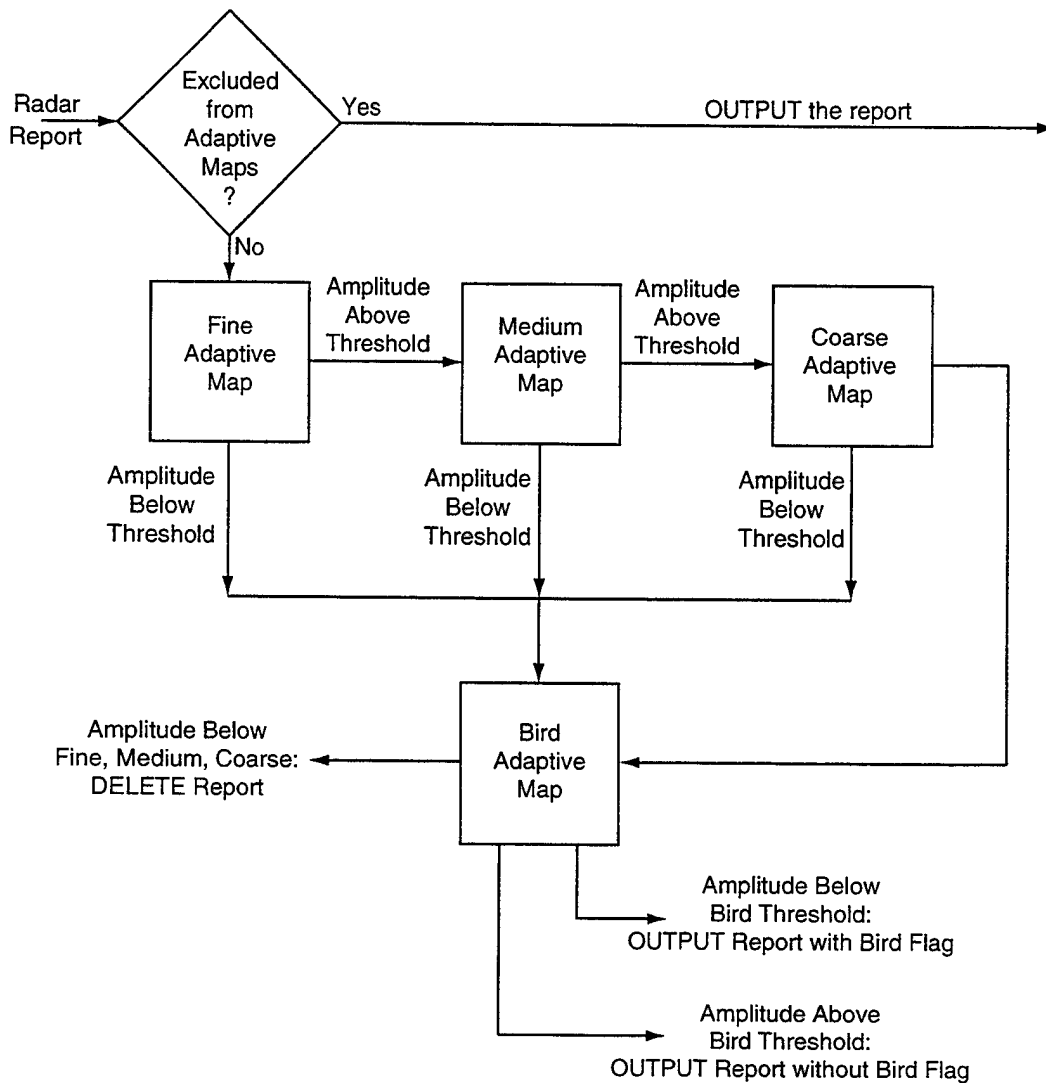 Radar
Report
Excluded
from
Adaptive
Maps
?
Yes
OUTPUT the report
No
Fine
Adaptive
Map
Amplitude
Above
Threshold
Medium
Adaptive
Map
Amplitude
Above
Threshold
Coarse
Adaptive
Map
Amplitude
Below
Threshold
Amplitude
Below
Threshold
Amplitude
Below
Threshold
Amplitude Below
Fine, Medium, Coarse:
DELETE Report
Bird
Adaptive
Map
Amplitude Below
Bird Threshold:
OUTPUT Report with Bird Flag
Amplitude Above
Bird Threshold:
OUTPUT Report without Bird Flag